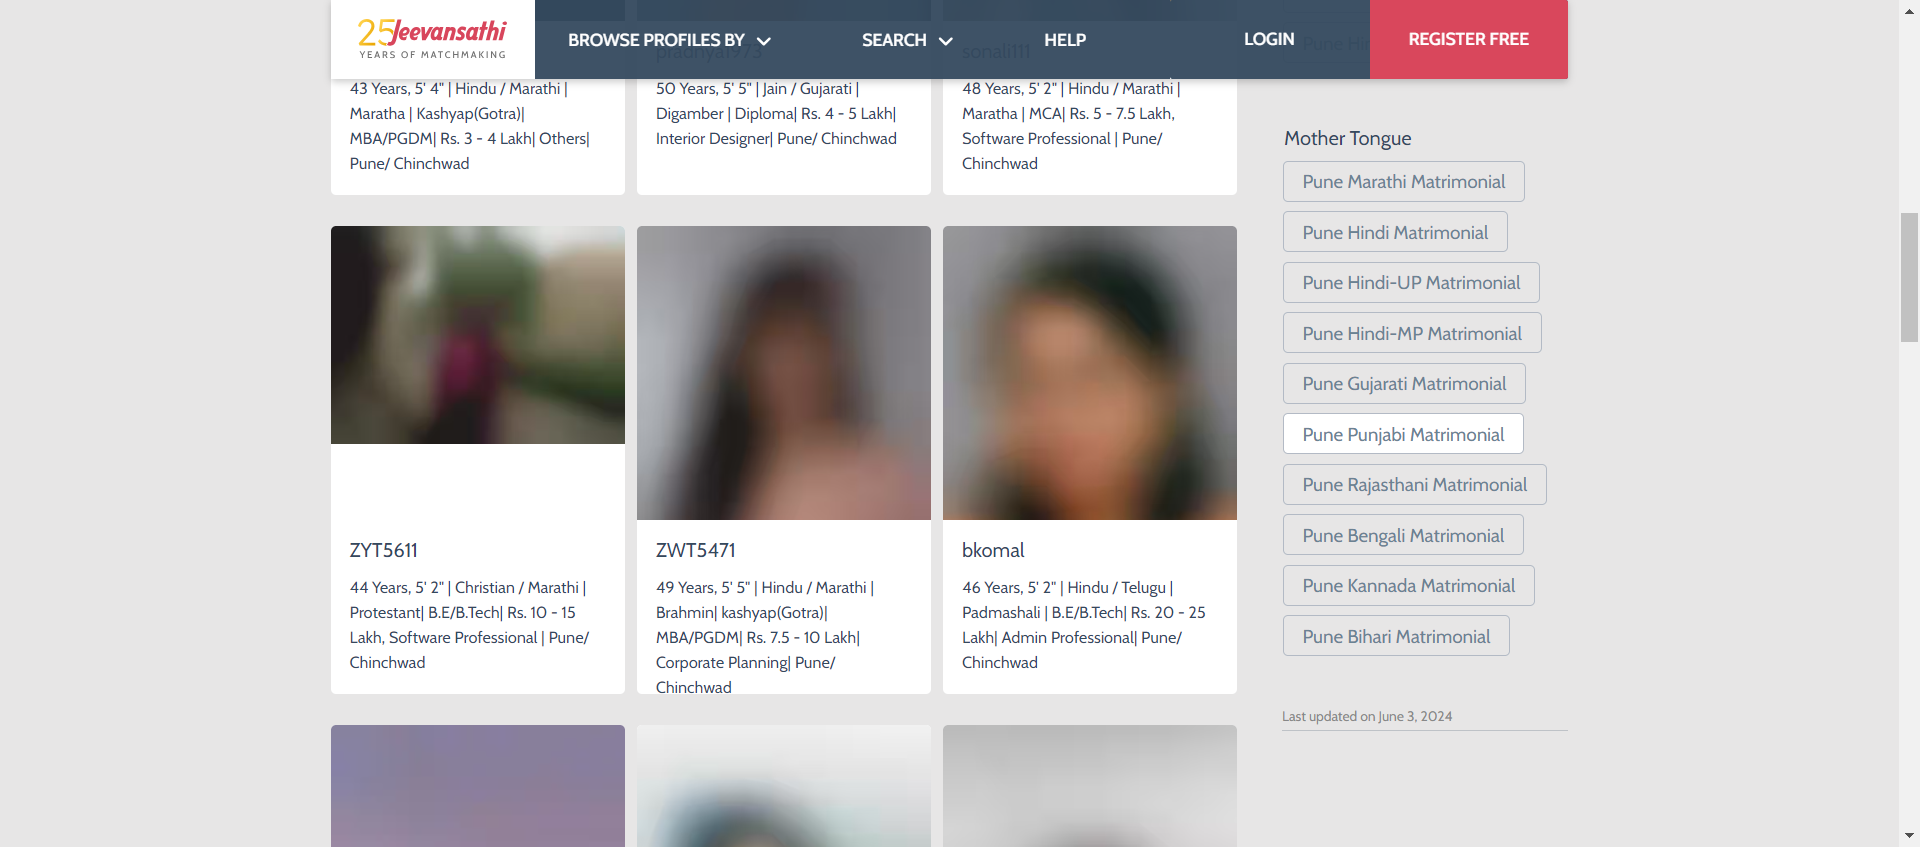 25 Jeevansathi
YEARS OF MATCHMAKING
BROWSE PROFILES BY
SEARCH
HELP
LOGIN
REGISTER FREE
sonali111
43 Years, 5' 4" | Hindu / Marathi |
Maratha | Kashyap(Gotra)|
MBA/PGDM| Rs. 3 - 4 Lakh| Others|
Pune/ Chinchwad
50 Years, 5' 5" | Jain / Gujarati |
Digamber | Diploma| Rs. 4 - 5 Lakh|
Interior Designer| Pune/ Chinchwad
48 Years, 5' 2" | Hindu / Marathi |
Maratha | MCA| Rs. 5 - 7.5 Lakh,
Software Professional | Pune/
Chinchwad
ZYT5611
44 Years, 5' 2" | Christian / Marathi |
Protestant| B.E/B.Tech| Rs. 10 - 15
Lakh, Software Professional | Pune/
Chinchwad
ZWT5471
49 Years, 5' 5" | Hindu / Marathi |
Brahmin| kashyap(Gotra)|
MBA/PGDM| Rs. 7.5 - 10 Lakh|
Corporate Planning| Pune/
Chinchwad
bkomal
46 Years, 5' 2" | Hindu / Telugu |
Padmashali | B.E/B.Tech| Rs. 20 - 25
Lakh| Admin Professional| Pune/
Chinchwad
Mother Tongue
Pune Marathi Matrimonial
Pune Hindi Matrimonial
Pune Hindi-UP Matrimonial
Pune Hindi-MP Matrimonial
Pune Gujarati Matrimonial
Pune Punjabi Matrimonial
Pune Rajasthani Matrimonial
Pune Bengali Matrimonial
Pune Kannada Matrimonial
Pune Bihari Matrimonial
Last updated on June 3, 2024